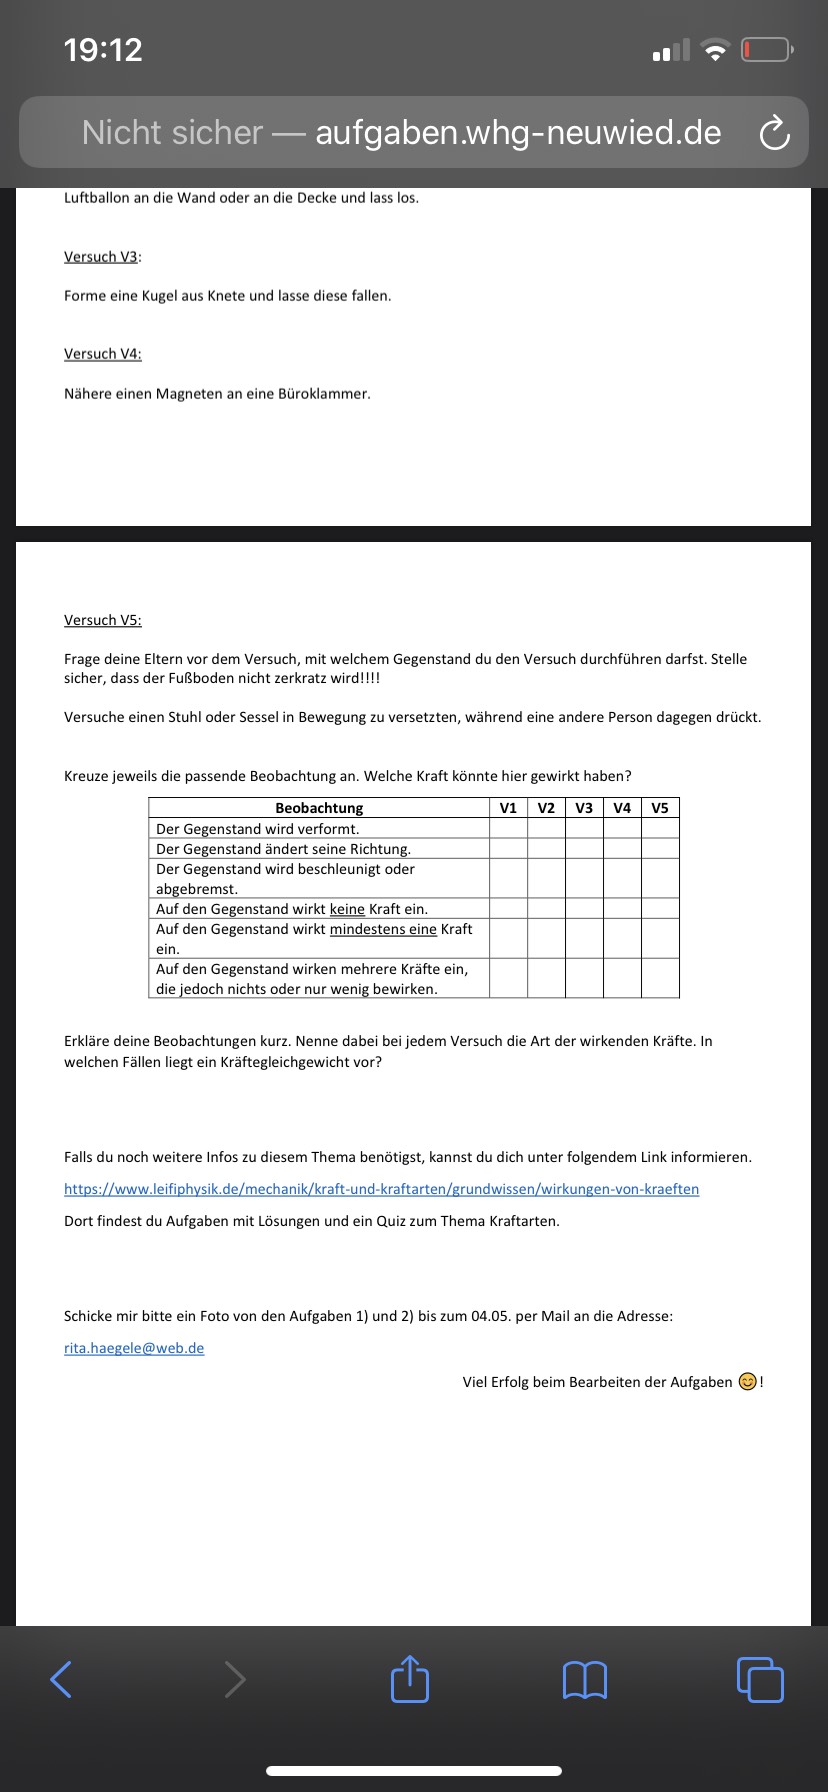 19:12
Nicht sicher — aufgaben.whg-neuwied.de
Luftballon an die Wand oder an die Decke und lass los.
Versuch V3:
Forme eine Kugel aus Knete und lasse diese fallen.
Versuch V4:
Nähere einen Magneten an eine Büroklammer.
Versuch V5:
Frage deine Eltern vor dem Versuch, mit welchem Gegenstand du den Versuch durchführen darfst. Stelle
sicher, dass der Fußboden nicht zerkratz wird!!!!
Versuche einen Stuhl oder Sessel in Bewegung zu versetzten, während eine andere Person dagegen drückt.
Kreuze jeweils die passende Beobachtung an. Welche Kraft könnte hier gewirkt haben?
Beobachtung V1 V2 V3 V4 V5
Der Gegenstand wird verformt.
Der Gegenstand ändert seine Richtung.
Der Gegenstand wird beschleunigt oder
abgebremst.
Auf den Gegenstand wirkt keine Kraft ein.
Auf den Gegenstand wirkt mindestens eine Kraft
ein.
Auf den Gegenstand wirken mehrere Kräfte ein,
die jedoch nichts oder nur wenig bewirken.
Erkläre deine Beobachtungen kurz. Nenne dabei bei jedem Versuch die Art der wirkenden Kräfte. In
welchen Fällen liegt ein Kräftegleichgewicht vor?
Falls du noch weitere Infos zu diesem Thema benötigst, kannst du dich unter folgendem Link informieren.
https://www.leifiphysik.de/mechanik/kraft-und-kraftarten/grundwissen/wirkungen-von-kraeften
Dort findest du Aufgaben mit Lösungen und ein Quiz zum Thema Kraftarten.
Schicke mir bitte ein Foto von den Aufgaben 1) und 2) bis zum 04.05. per Mail an die Adresse:
rita.haegele@web.de
Viel Erfolg beim Bearbeiten der Aufgaben 😊!